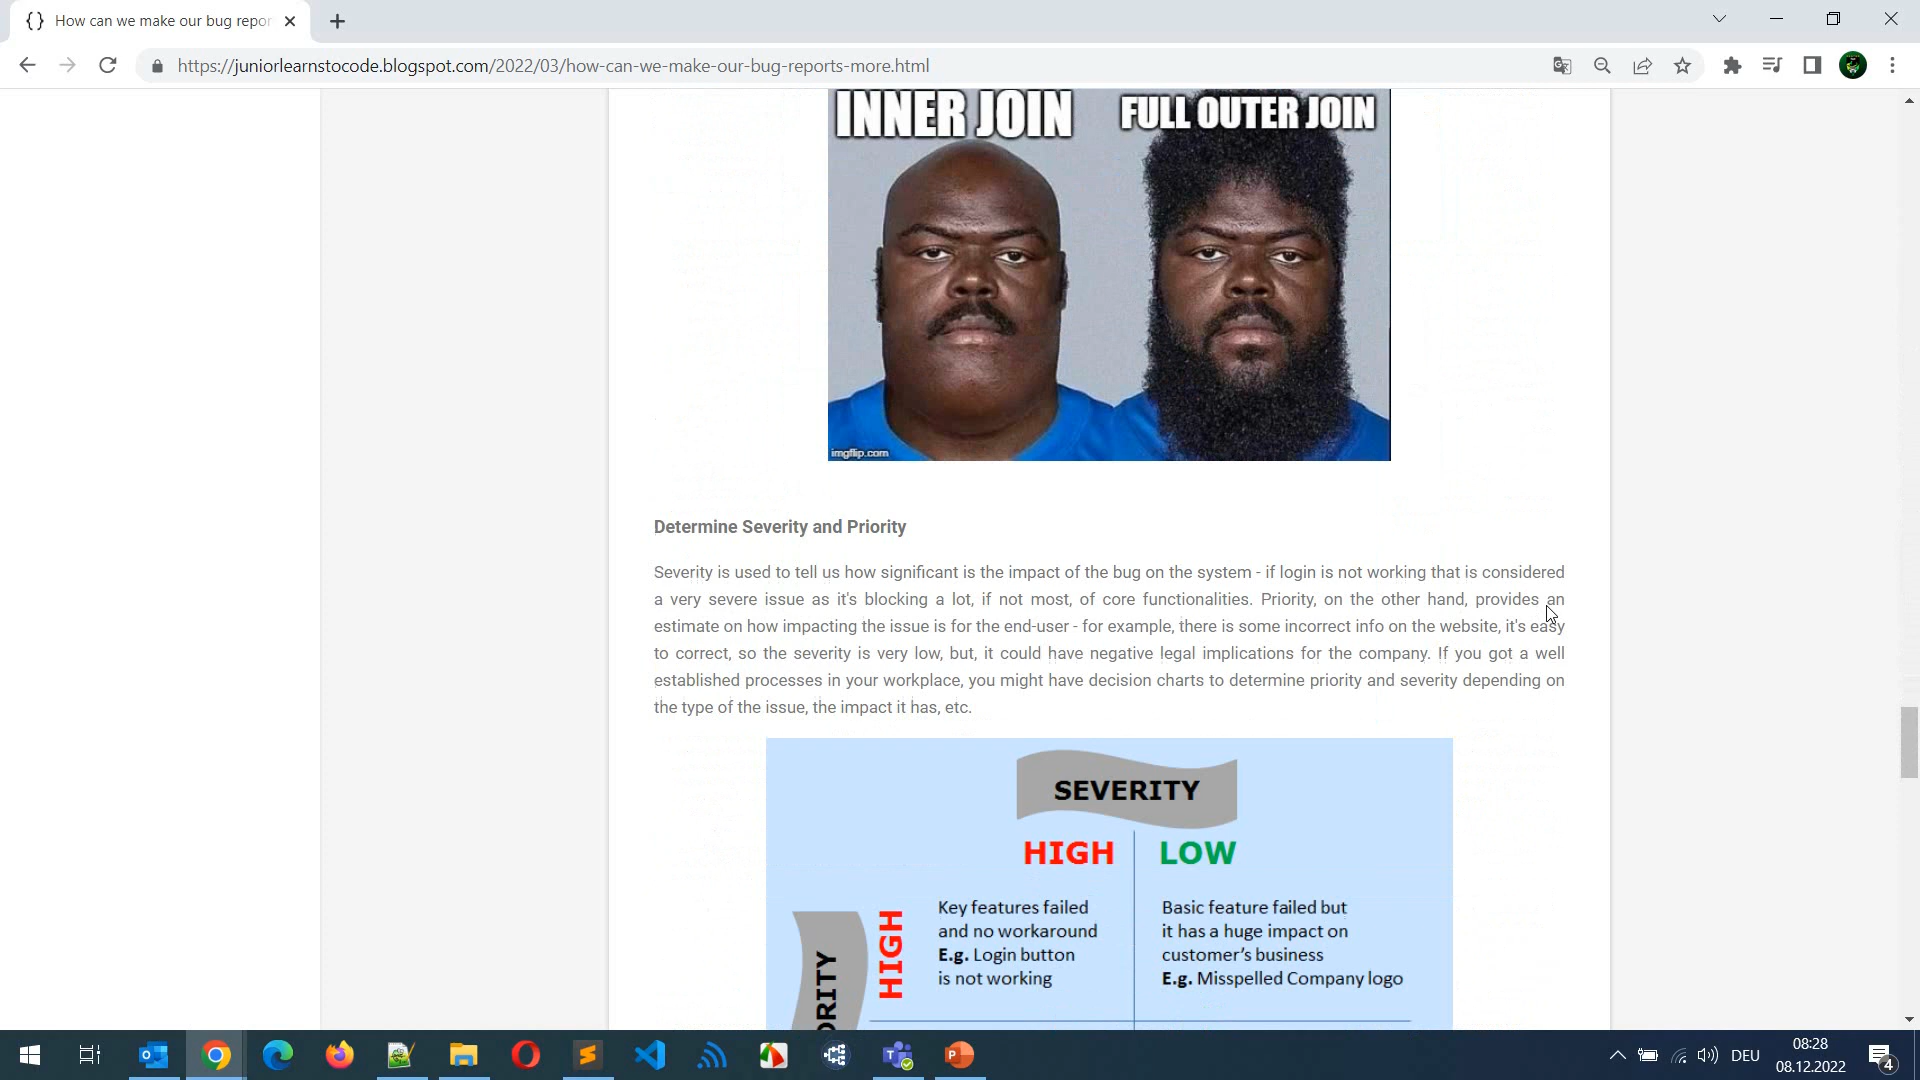 How can we make our bug repor
https://juniorlearnstocode.blogspot.com/2022/03/how-can-we-make-our-bug-reports-more.html
INNER JOIN FULL OUTER JOIN
imgflip.com
Determine Severity and Priority
Severity is used to tell us how significant is the impact of the bug on the system - if login is not working that is considered
a very severe issue as it's blocking a lot, if not most, of core functionalities. Priority, on the other hand, provides an
estimate on how impacting the issue is for the end-user - for example, there is some incorrect info on the website, it's easy
to correct, so the severity is very low, but, it could have negative legal implications for the company. If you got a well
established processes in your workplace, you might have decision charts to determine priority and severity depending on
the type of the issue, the impact it has, etc.
SEVERITY
HIGH LOW
ORITY
HIGH
Key features failed
and no workaround
E.g. Login button
is not working
Basic feature failed but
it has a huge impact on
customer's business
E.g. Misspelled Company logo
DEU
08:28
08.12.2022
4